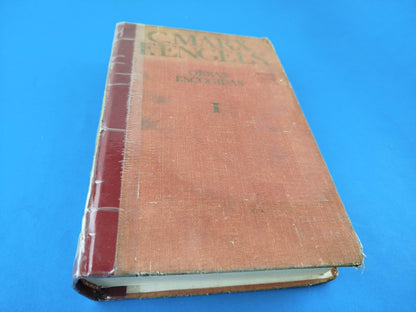 C. MARX
F. ENGELS
OBRAS
ESCOGIDAS
I